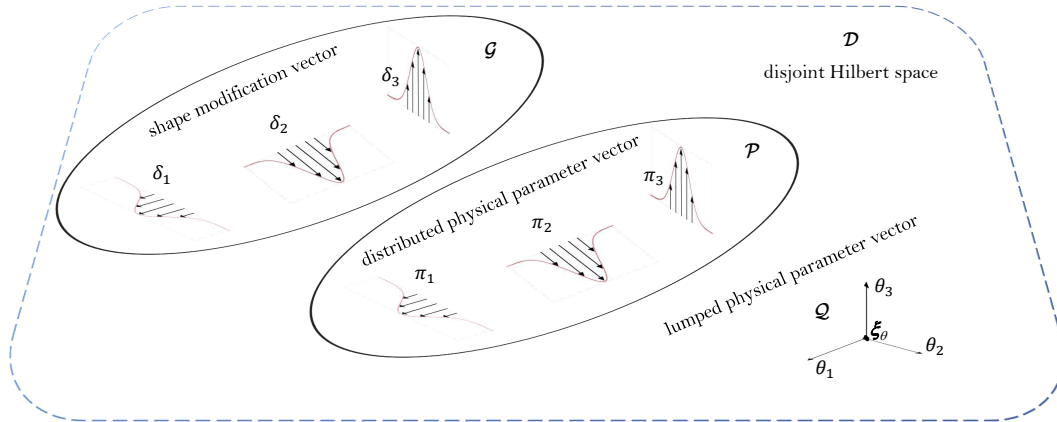 𝒢
shape modification vector
δ₁
δ₂
δ₃
𝒟
disjoint Hilbert space
𝒫
distributed physical parameter vector
π₁
π₂
π₃
lumped physical parameter vector
𝒬
θ₃
ξ_θ
θ₂
θ₁